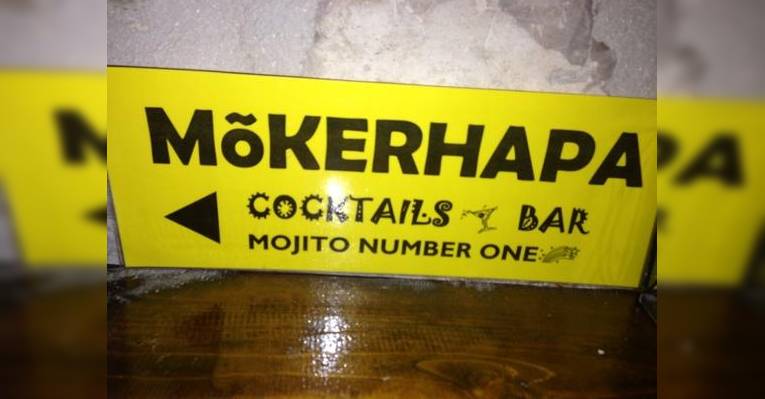 MõKERHAPA
COCKTAILS BAR
MOJITO NUMBER ONE